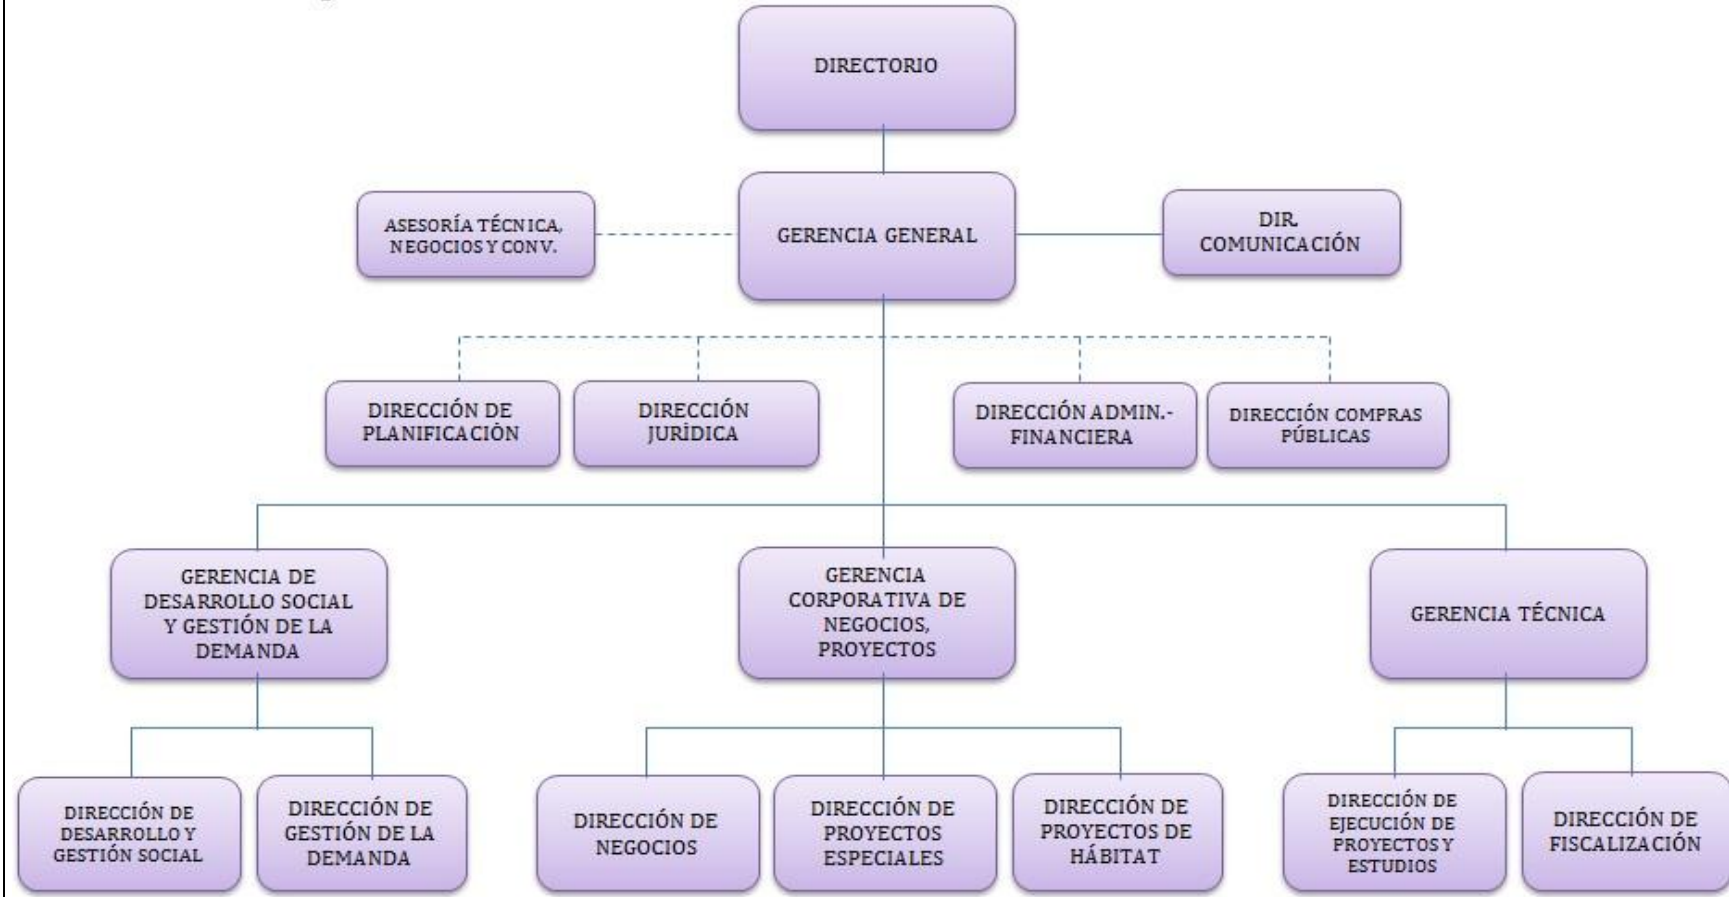 DIRECTORIO
ASESORÍA TÉCNICA,
NEGOCIOS Y CONV.
GERENCIA GENERAL
DIR.
COMUNICACIÓN
DIRECCIÓN DE
PLANIFICACIÓN
DIRECCIÓN
JURÍDICA
DIRECCIÓN ADMIN.-
FINANCIERA
DIRECCIÓN COMPRAS
PÚBLICAS
GERENCIA DE
DESARROLLO SOCIAL
Y GESTIÓN DE LA
DEMANDA
GERENCIA
CORPORATIVA DE
NEGOCIOS,
PROYECTOS
GERENCIA TÉCNICA
DIRECCIÓN DE
DESARROLLO Y
GESTIÓN SOCIAL
DIRECCIÓN DE
GESTIÓN DE LA
DEMANDA
DIRECCIÓN DE
NEGOCIOS
DIRECCIÓN DE
PROYECTOS
ESPECIALES
DIRECCIÓN DE
PROYECTOS DE
HÁBITAT
DIRECCIÓN DE
EJECUCIÓN DE
PROYECTOS Y
ESTUDIOS
DIRECCIÓN DE
FISCALIZACIÓN